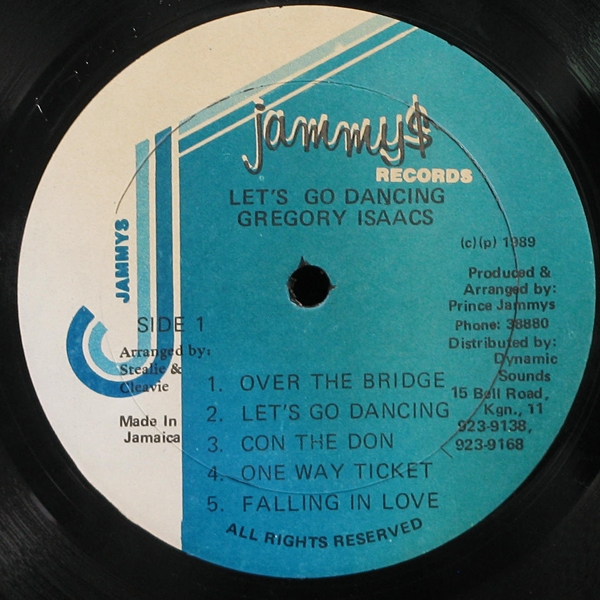 jammy$
RECORDS
LET'S GO DANCING
GREGORY ISAACS
(c)(p) 1989
Produced &
Arranged by:
Prince Jammys
Phone: 38880
Distributed by:
Dynamic
Sounds
15 Bell Road,
Kgn., 11
923-9138,
923-9168
JAMMY$
SIDE 1
Arranged by:
Stealie &
Cleavie
Made In
Jamaica
1. OVER THE BRIDGE
2. LET'S GO DANCING
3. CON THE DON
4. ONE WAY TICKET
5. FALLING IN LOVE
ALL RIGHTS RESERVED